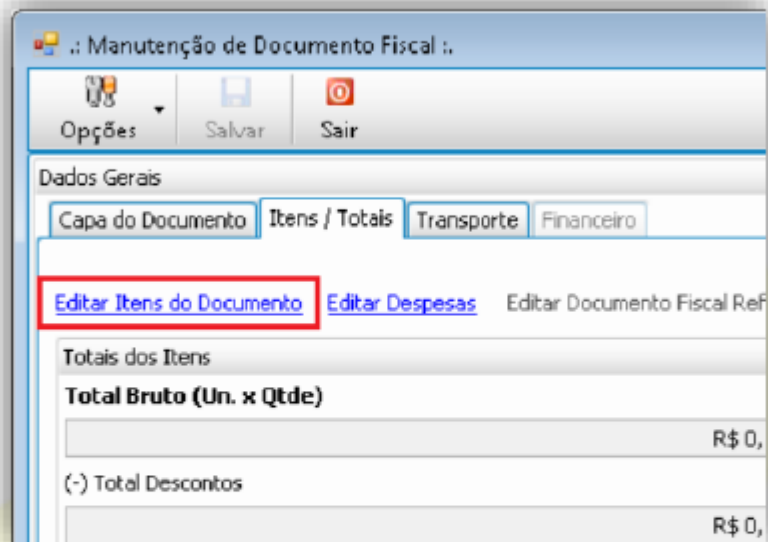 .: Manutenção de Documento Fiscal :.
Opções Salvar Sair
Dados Gerais
Capa do Documento Itens / Totais Transporte Financeiro
Editar Itens do Documento Editar Despesas Editar Documento Fiscal Ref
Totais dos Itens
Total Bruto (Un. x Qtde)
R$ 0,
(-) Total Descontos
R$ 0,